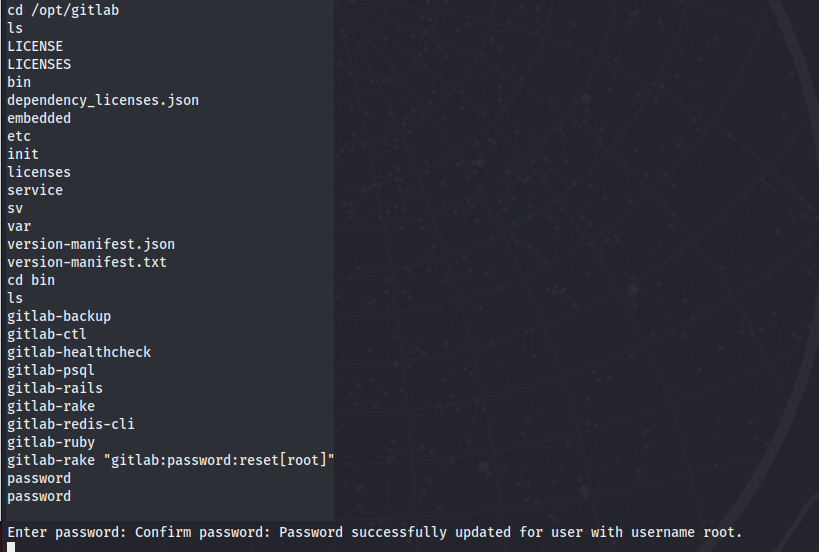 cd /opt/gitlab
ls
LICENSE
LICENSES
bin
dependency_licenses.json
embedded
etc
init
licenses
service
sv
var
version-manifest.json
version-manifest.txt
cd bin
ls
gitlab-backup
gitlab-ctl
gitlab-healthcheck
gitlab-psql
gitlab-rails
gitlab-rake
gitlab-redis-cli
gitlab-ruby
gitlab-rake "gitlab:password:reset[root]"
password
password
Enter password: Confirm password: Password successfully updated for user with username root.